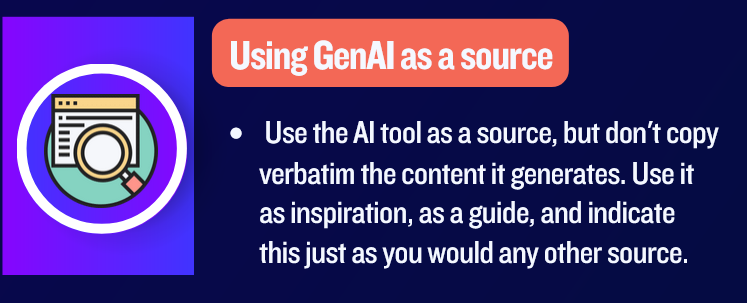 Using GenAI as a source
• Use the AI tool as a source, but don't copy
verbatim the content it generates. Use it
as inspiration, as a guide, and indicate
this just as you would any other source.